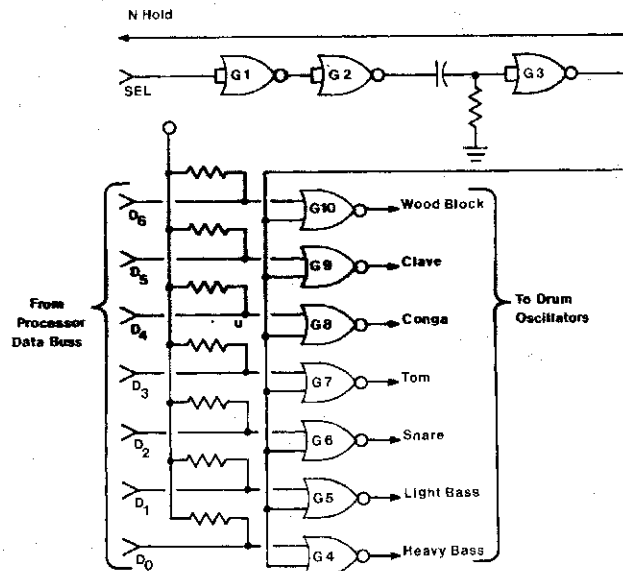 N Hold
SEL
G1
G2
G3
D6
G10
Wood Block
D5
G9
Clave
D4
u
G8
Conga
D3
G7
Tom
D2
G6
Snare
D1
G5
Light Bass
D0
G4
Heavy Bass
From
Processor
Data Buss
To Drum
Oscillators